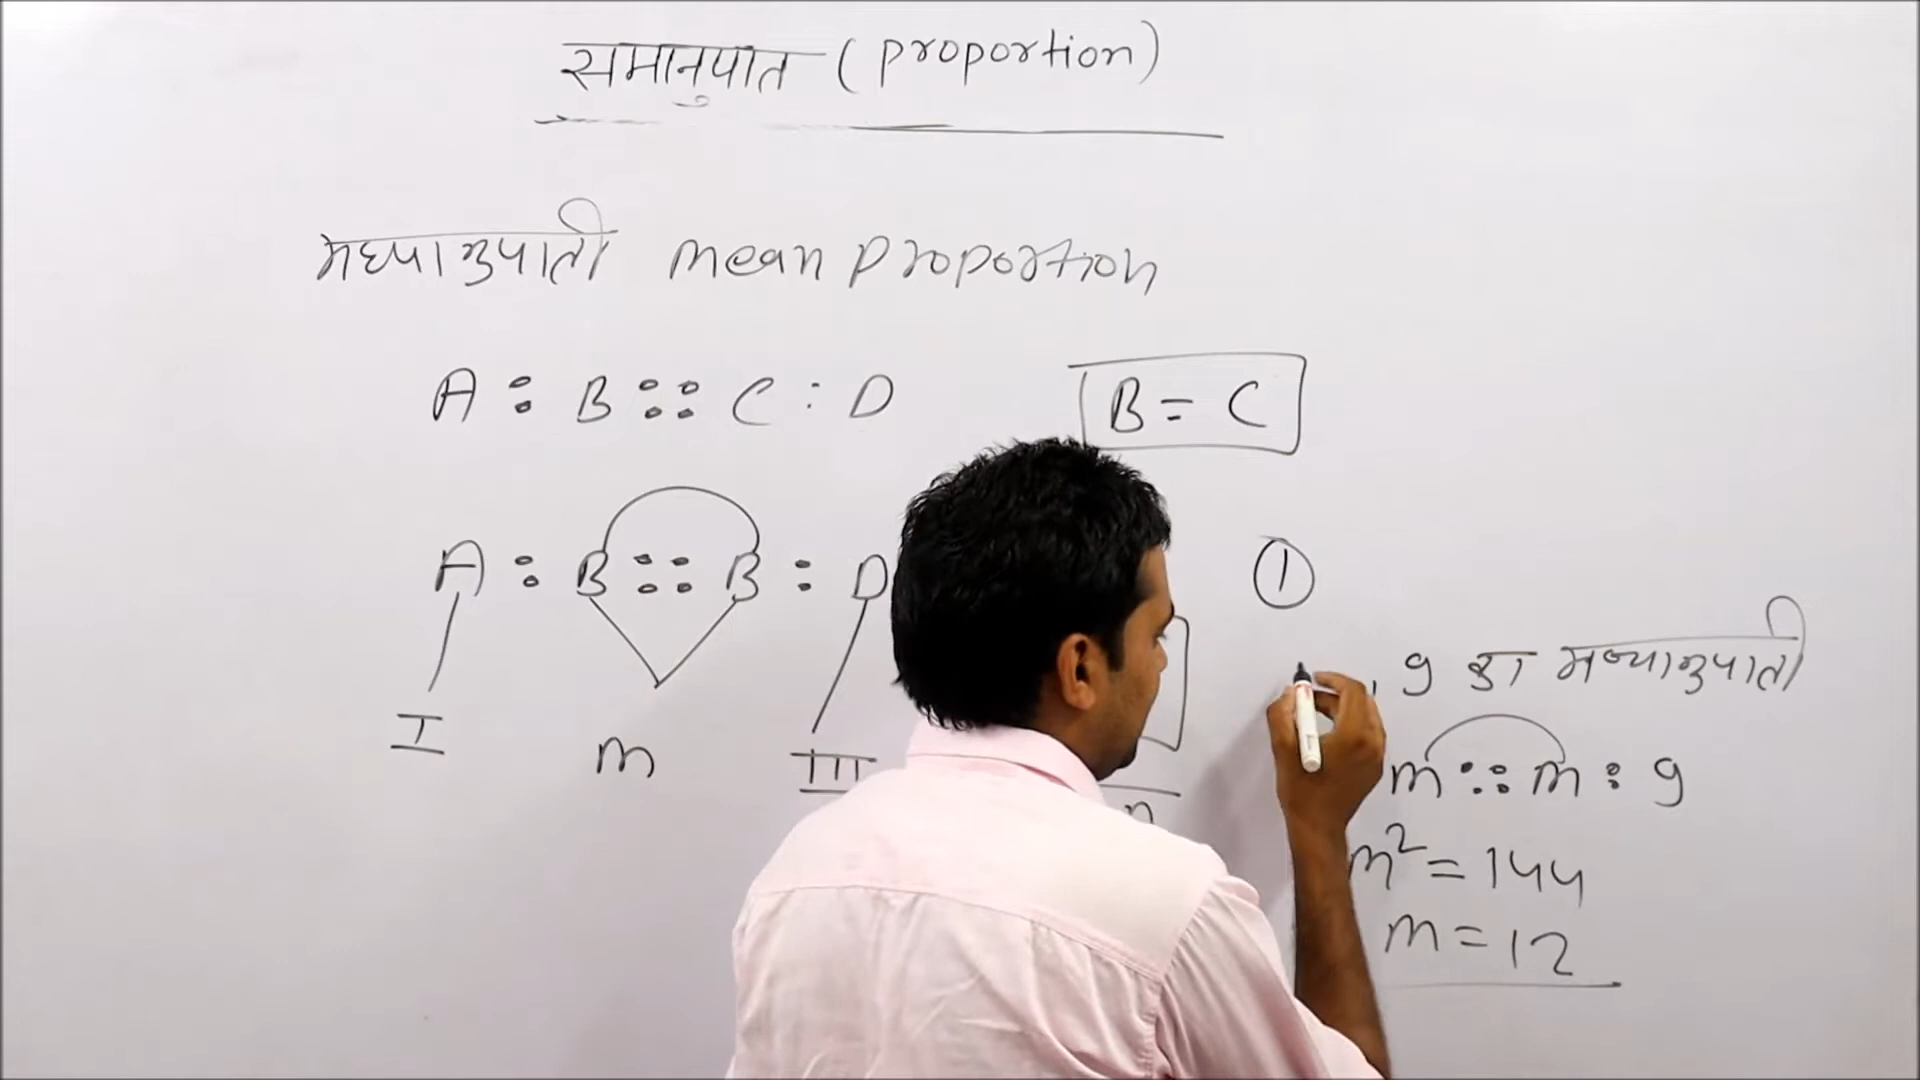 समानुपात (proportion)
मध्यानुपाती mean proportion
A : B :: C : D
B = C
A : B :: B : D
I m III
①
, 9 का मध्यानुपाती
m :: m : 9
m² = 144
m = 12